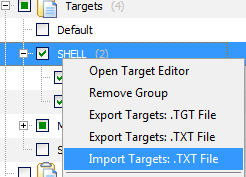 Targets (4)
Default
SHELL (2)
Open Target Editor
Remove Group
Export Targets: .TGT File
Export Targets: .TXT File
M
Import Targets: .TXT File
S